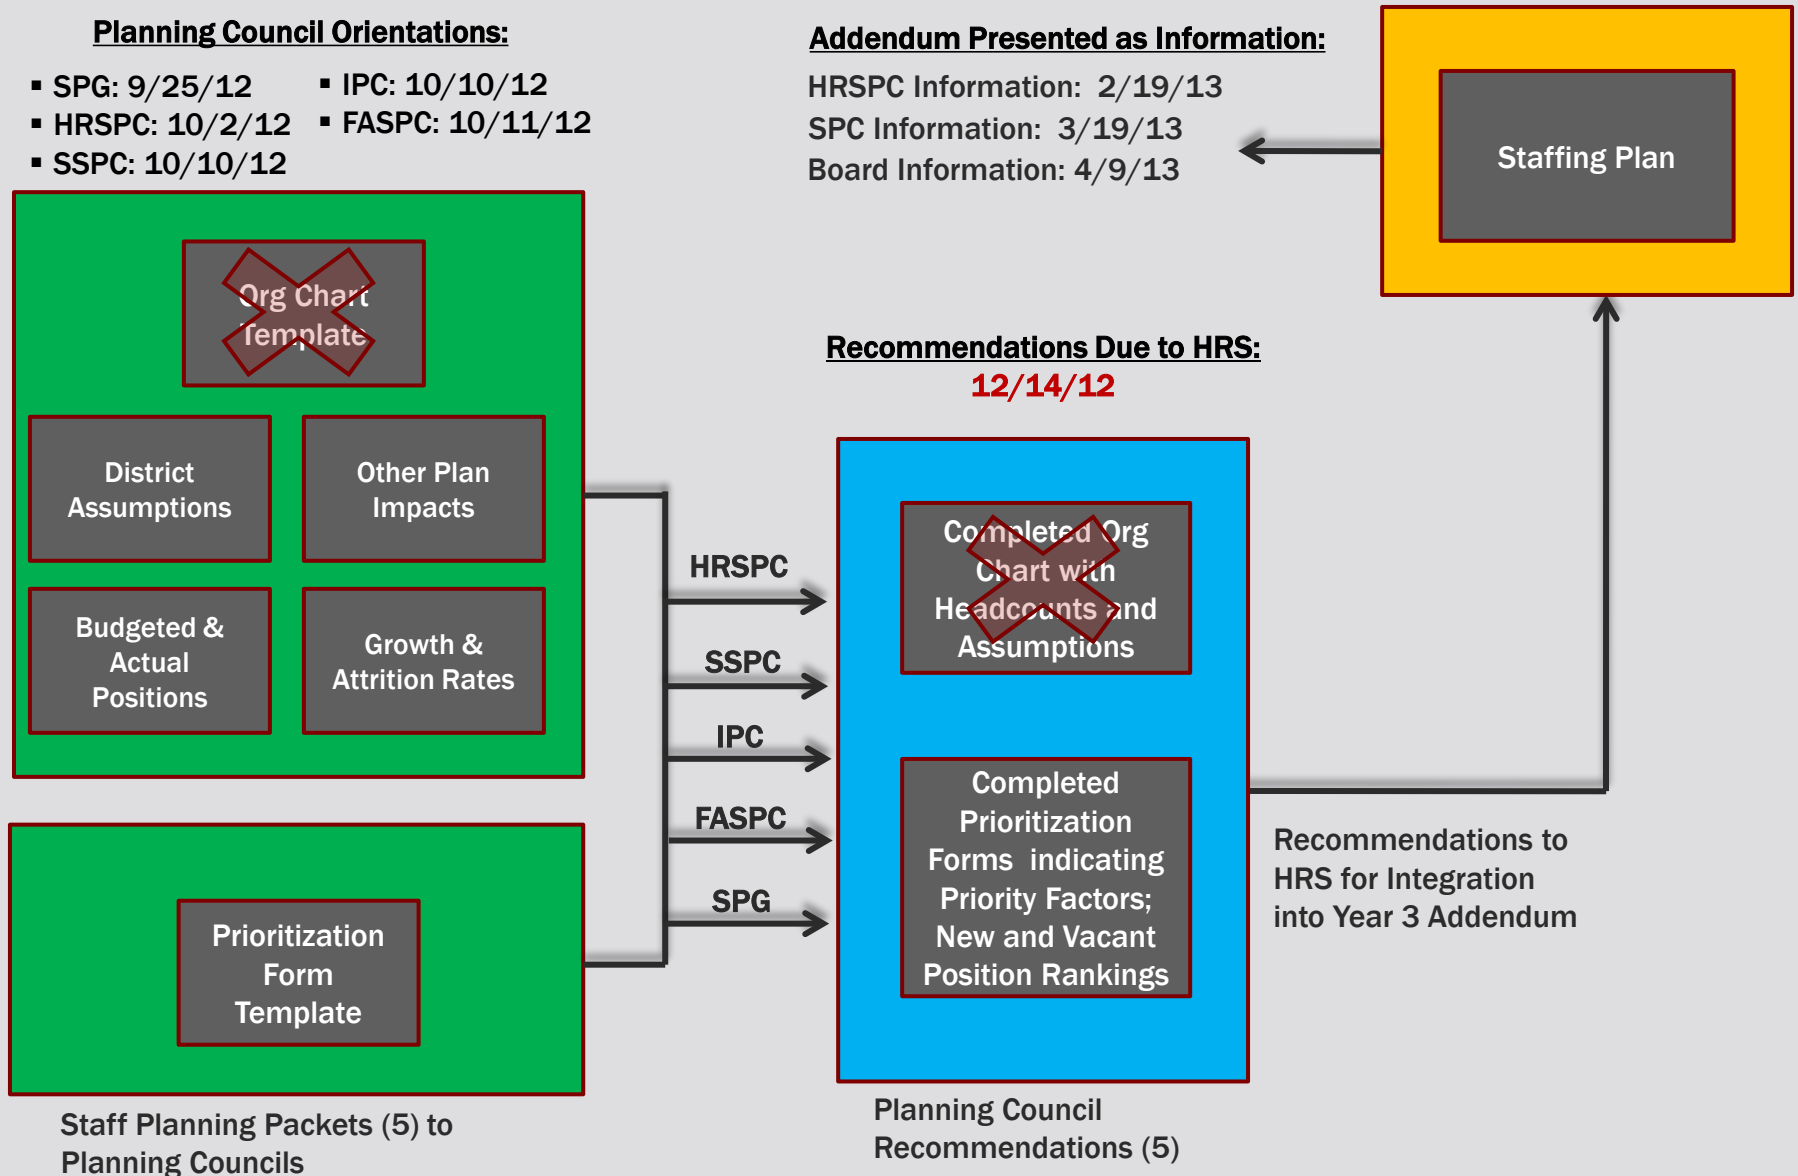 Planning Council Orientations:
▪ SPG: 9/25/12
▪ HRSPC: 10/2/12
▪ SSPC: 10/10/12
▪ IPC: 10/10/12
▪ FASPC: 10/11/12
Addendum Presented as Information:
HRSPC Information: 2/19/13
SPC Information: 3/19/13
Board Information: 4/9/13
Staffing Plan
Org Chart
Template
District
Assumptions
Other Plan
Impacts
Budgeted &
Actual
Positions
Growth &
Attrition Rates
Prioritization
Form
Template
Staff Planning Packets (5) to
Planning Councils
HRSPC
SSPC
IPC
FASPC
SPG
Recommendations Due to HRS:
12/14/12
Completed Org
Chart with
Headcounts and
Assumptions
Completed
Prioritization
Forms indicating
Priority Factors;
New and Vacant
Position Rankings
Planning Council
Recommendations (5)
Recommendations to
HRS for Integration
into Year 3 Addendum